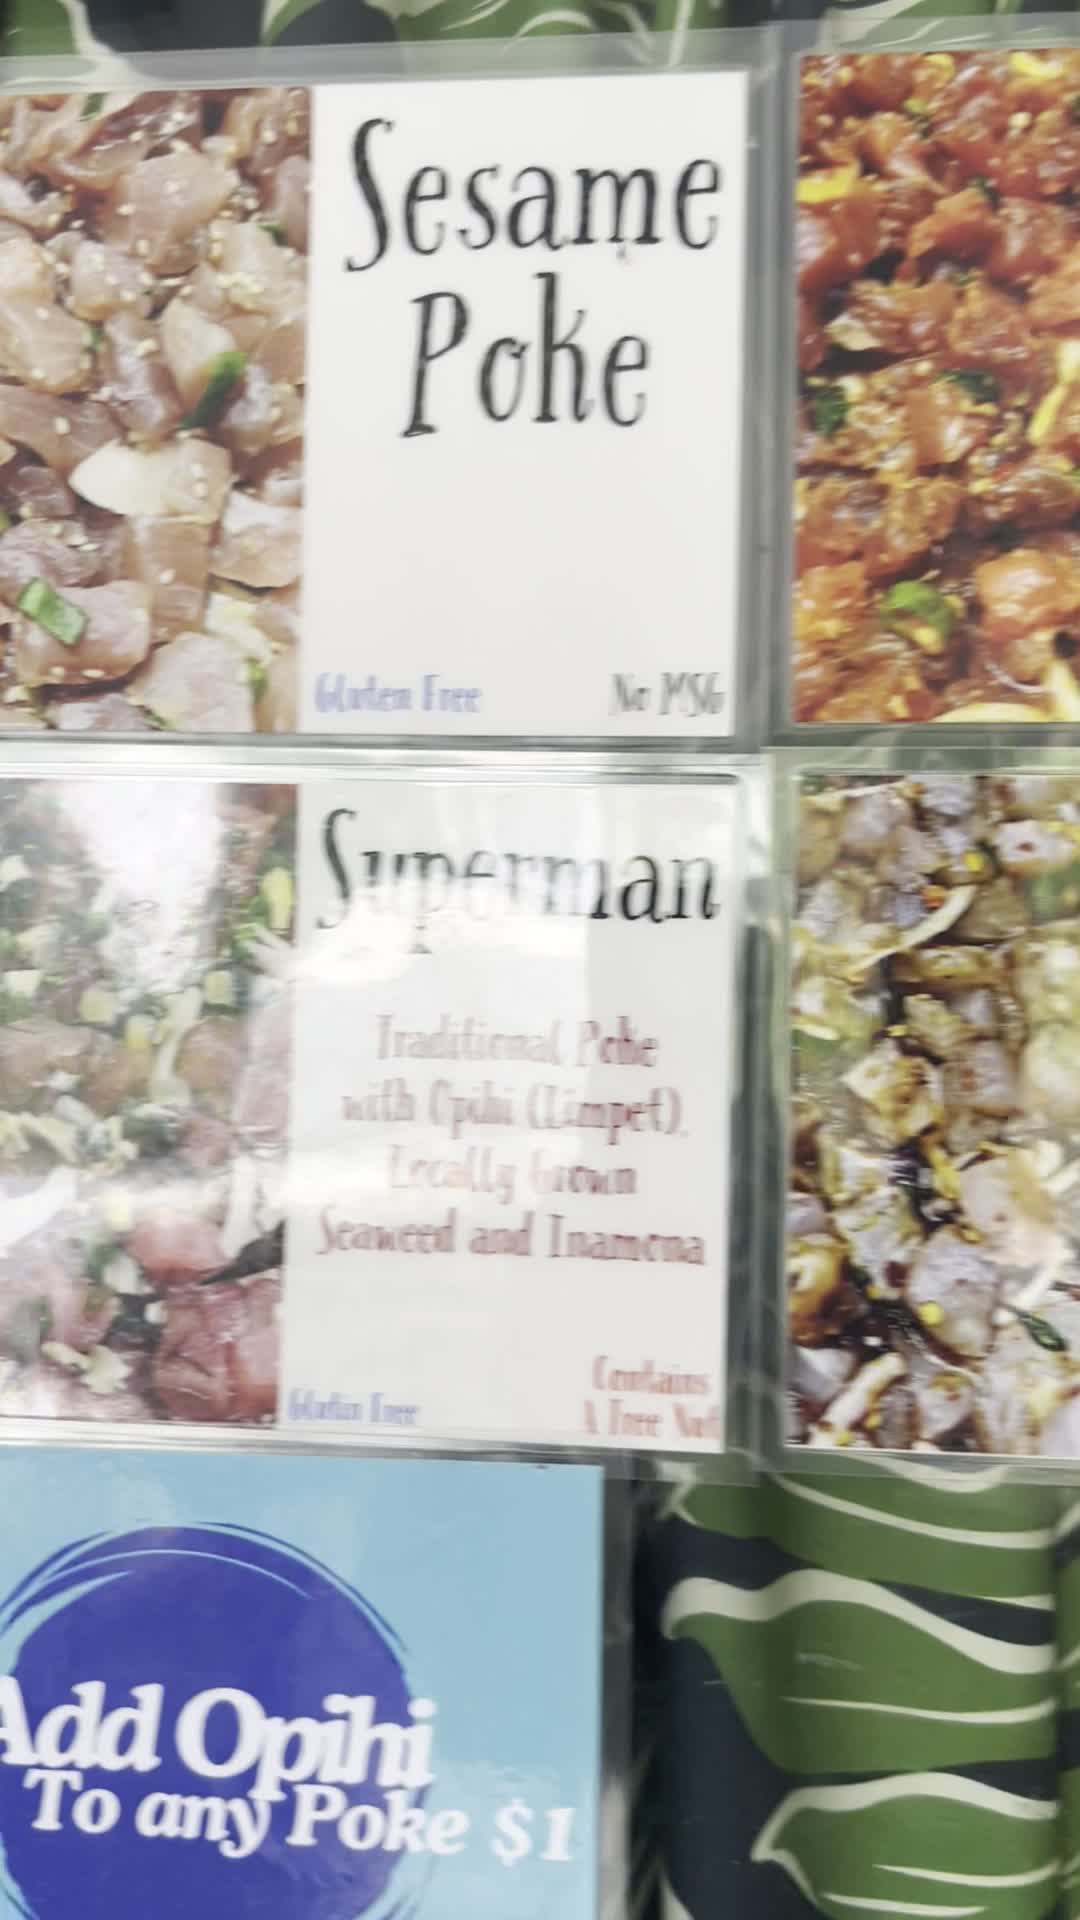 Sesame
Poke
Gluten Free
No MSG
Superman
Traditional Poke
with Opihi (Limpet),
Locally Grown
Seaweed and Inamona
Contains
A Tree Nut
Glutin Free
Add Opihi
To any Poke $1